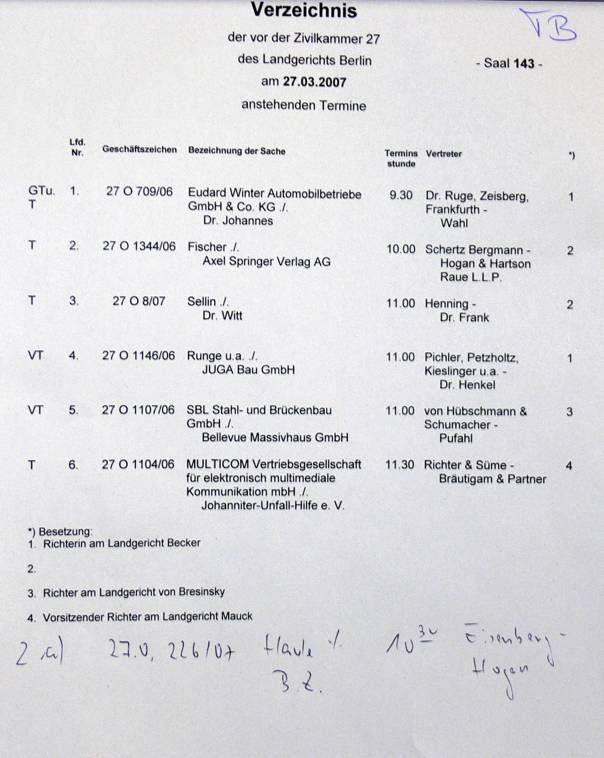 Verzeichnis
TB
der vor der Zivilkammer 27
des Landgerichts Berlin
- Saal 143 -
am 27.03.2007
anstehenden Termine
Lfd. Nr. Geschäftszeichen Bezeichnung der Sache Termins stunde Vertreter *)
GTu. T 1. 27 O 709/06 Eudard Winter Automobilbetriebe 9.30 Dr. Ruge, Zeisberg, 1
GmbH & Co. KG ./. Frankfurth -
Dr. Johannes Wahl
T 2. 27 O 1344/06 Fischer ./. 10.00 Schertz Bergmann - 2
Axel Springer Verlag AG Hogan & Hartson
Raue L.L.P.
T 3. 27 O 8/07 Sellin ./. 11.00 Henning - 2
Dr. Witt Dr. Frank
VT 4. 27 O 1146/06 Runge u.a. ./. 11.00 Pichler, Petzholtz, 1
JUGA Bau GmbH Kieslinger u.a. -
Dr. Henkel
VT 5. 27 O 1107/06 SBL Stahl- und Brückenbau 11.00 von Hübschmann & 3
GmbH ./. Schumacher -
Bellevue Massivhaus GmbH Pufahl
T 6. 27 O 1104/06 MULTICOM Vertriebsgesellschaft 11.30 Richter & Süme - 4
für elektronisch multimediale Bräutigam & Partner
Kommunikation mbH ./.
Johanniter-Unfall-Hilfe e. V.
*) Besetzung:
1. Richterin am Landgericht Becker
2.
3. Richter am Landgericht von Bresinsky
4. Vorsitzender Richter am Landgericht Mauck
2 a) 27.O. 226/07 ./. 10 30 Eisenberg -
B.Z. Hogan